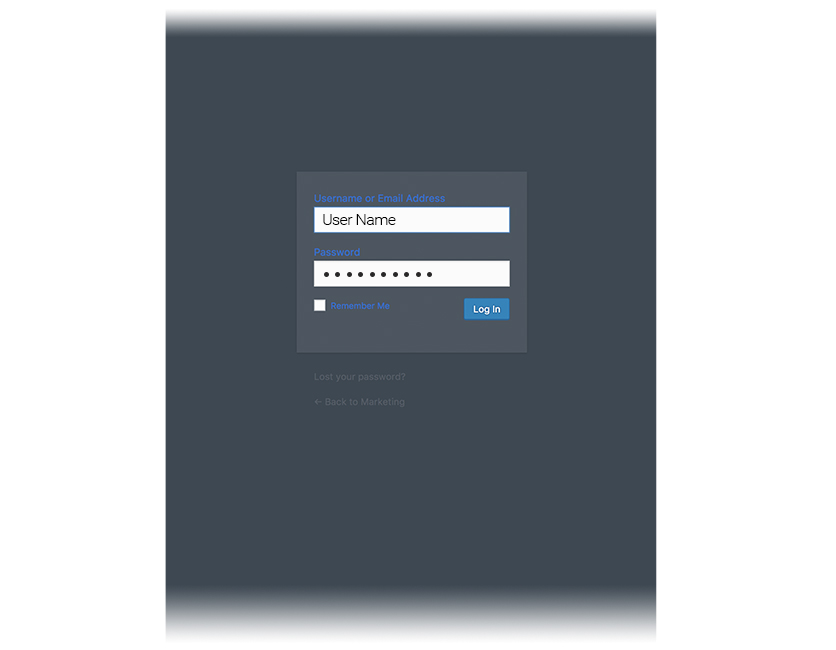 Username or Email Address
User Name
Password
Remember Me
Log In
Lost your password?
← Back to Marketing